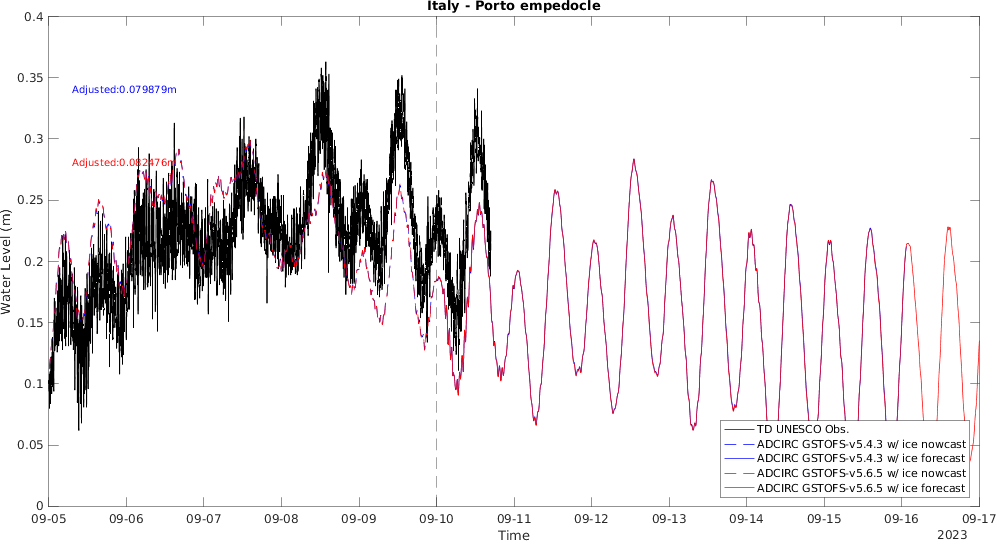 Italy - Porto empedocle
Water Level (m)
0.4
0.35
0.3
0.25
0.2
0.15
0.1
0.05
0
Adjusted:0.079879m
Adjusted:0.082476m
TD UNESCO Obs.
ADCIRC GSTOFS-v5.4.3 w/ ice nowcast
ADCIRC GSTOFS-v5.4.3 w/ ice forecast
ADCIRC GSTOFS-v5.6.5 w/ ice nowcast
ADCIRC GSTOFS-v5.6.5 w/ ice forecast
09-05 09-06 09-07 09-08 09-09 09-10 09-11 09-12 09-13 09-14 09-15 09-16 09-17
Time
2023